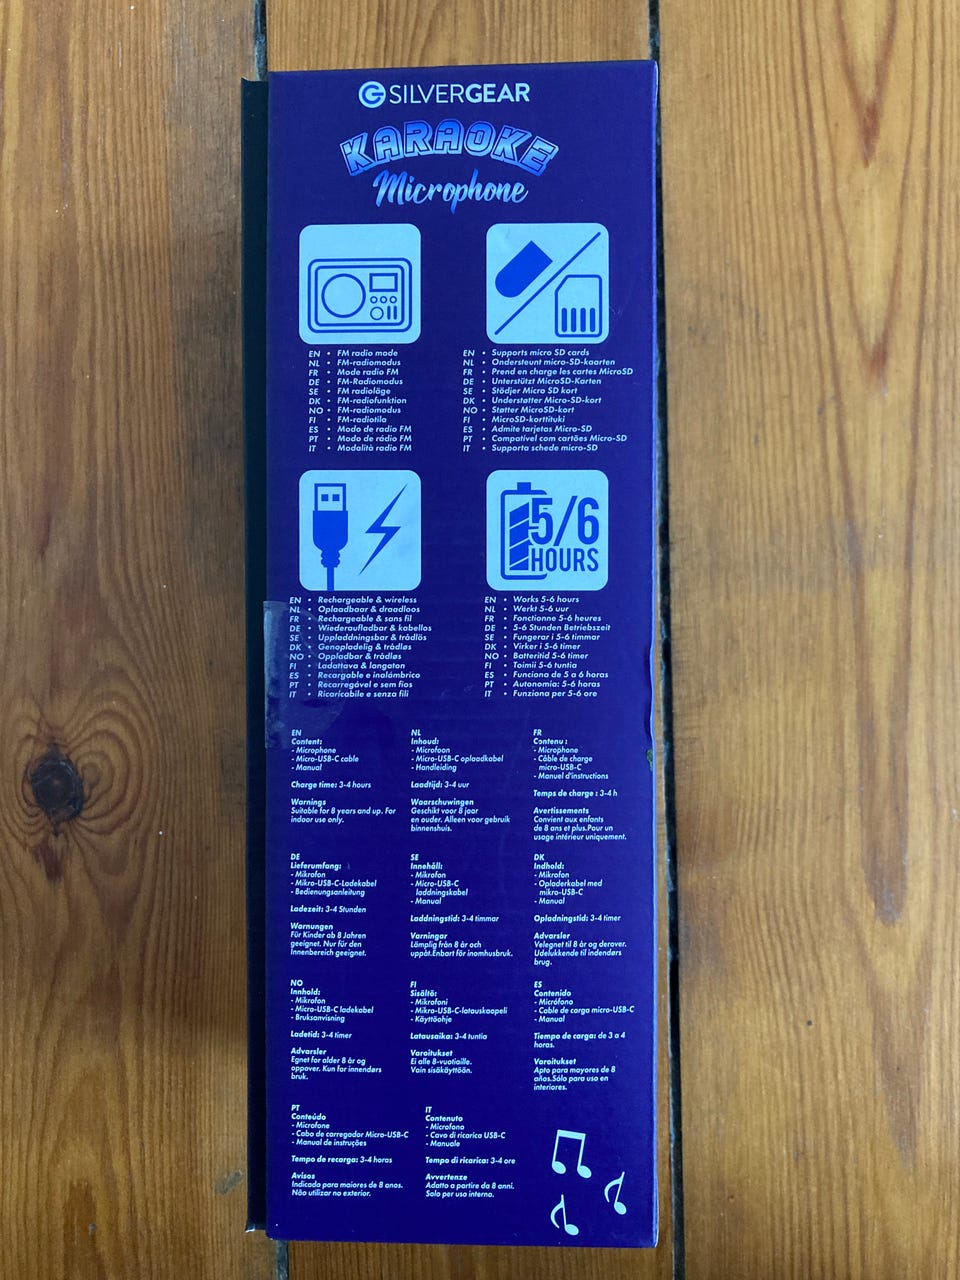 SILVERGEAR
KARAOKE
Microphone
EN • FM radio mode
NL • FM-radiomodus
FR • Mode radio FM
DE • FM-Radiomodus
SE • FM radioläge
DK • FM-radiofunktion
NO • FM-radiomodus
FI • FM-radiotila
ES • Modo de radio FM
PT • Modo de rádio FM
IT • Modalità radio FM
EN • Supports micro SD cards
NL • Ondersteunt micro-SD-kaarten
FR • Prend en charge les cartes MicroSD
DE • Unterstützt MicroSD-Karten
SE • Stödjer Micro SD kort
DK • Understøtter Micro-SD-kort
NO • Støtter MicroSD-kort
FI • MicroSD-korttituki
ES • Admite tarjetas Micro-SD
PT • Compatível com cartões Micro-SD
IT • Supporta schede micro-SD
5/6
HOURS
EN • Rechargeable & wireless
NL • Oplaadbaar & draadloos
FR • Rechargeable & sans fil
DE • Wiederaufladbar & kabellos
SE • Uppladdningsbar & trådlös
DK • Genopladelig & trådløs
NO • Oppladbar & trådløs
FI • Ladattava & langaton
ES • Recargable e inalámbrico
PT • Recarregável e sem fios
IT • Ricaricabile e senza fili
EN • Works 5-6 hours
NL • Werkt 5-6 uur
FR • Fonctionne 5-6 heures
DE • 5-6 Stunden Betriebszeit
SE • Fungerar i 5-6 timmar
DK • Virker i 5-6 timer
NO • Batteritid 5-6 timer
FI • Toimii 5-6 tuntia
ES • Funciona de 5 a 6 horas
PT • Autonomia: 5-6 horas
IT • Funziona per 5-6 ore
EN
Content:
- Microphone
- Micro-USB-C cable
- Manual
Charge time: 3-4 hours
Warnings
Suitable for 8 years and up. For
indoor use only.
NL
Inhoud:
- Microfoon
- Micro-USB-C oplaadkabel
- Handleiding
Laadtijd: 3-4 uur
Waarschuwingen
Geschikt voor 8 jaar
en ouder. Alleen voor gebruik
binnenshuis.
FR
Contenu :
- Microphone
- Câble de charge
micro-USB-C
- Manuel d'instructions
Temps de charge : 3-4 h
Avertissements
Convient aux enfants
de 8 ans et plus.Pour un
usage intérieur uniquement.
DE
Lieferumfang:
- Mikrofon
- Mikro-USB-C-Ladekabel
- Bedienungsanleitung
Ladezeit: 3-4 Stunden
Warnungen
Für Kinder ab 8 Jahren
geeignet. Nur für den
Innenbereich geeignet.
SE
Innehåll:
- Mikrofon
- Micro-USB-C
laddningskabel
- Manual
Laddningstid: 3-4 timmar
Varningar
Lämplig från 8 år och
uppåt.Enbart för inomhusbruk.
DK
Indhold:
- Mikrofon
- Opladerkabel med
mikro-USB-C
- Manual
Opladningstid: 3-4 timer
Advarsler
Velegnet til 8 år og derover.
Udelukkende til indendørs
brug.
NO
Innhold:
- Mikrofon
- Micro-USB-C ladekabel
- Bruksanvisning
Ladetid: 3-4 timer
Advarsler
Egnet for alder 8 år og
oppover. Kun for innendørs
bruk.
FI
Sisältö:
- Mikrofoni
- Mikro-USB-C-latauskaapeli
- Käyttöohje
Latausaika: 3-4 tuntia
Varoitukset
Ei alle 8-vuotiaille.
Vain sisäkäyttöön.
ES
Contenido
- Micrófono
- Cable de carga micro-USB-C
- Manual
Tiempo de carga: de 3 a 4
horas.
Varoitukset
Apto para mayores de 8
años.Sólo para uso en
interiores.
PT
Conteúdo
- Microfone
- Cabo de carregador Micro-USB-C
- Manual de instruções
Tempo de recarga: 3-4 horas
Avisos
Indicado para maiores de 8 anos.
Não utilizar no exterior.
IT
Contenuto
- Microfono
- Cavo di ricarica USB-C
- Manuale
Tempo di ricarica: 3-4 ore
Avvertenze
Adatto a partire da 8 anni.
Solo per uso interno.